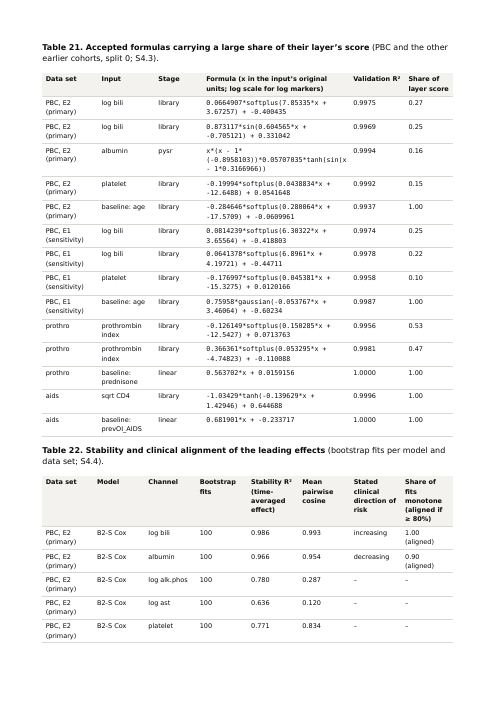 Table 21. Accepted formulas carrying a large share of their layer's score (PBC and the other
earlier cohorts, split 0; S4.3).
Data set Input Stage Formula (x in the input's original units; log scale for log markers) Validation R² Share of layer score
PBC, E2 (primary) log bili library 0.0664907*softplus(7.85335*x + 3.67257) + -0.400435 0.9975 0.27
PBC, E2 (primary) log bili library 0.873117*sin(0.604565*x + -0.705121) + 0.331042 0.9969 0.25
PBC, E2 (primary) albumin pysr x*(x - 1*(-0.8958103))*0.05707035*tanh(sin(x - 1*0.3166966)) 0.9994 0.16
PBC, E2 (primary) platelet library -0.19994*softplus(0.0438834*x + -12.6488) + 0.0541648 0.9992 0.15
PBC, E2 (primary) baseline: age library -0.284646*softplus(0.280064*x + -17.5709) + -0.0609961 0.9937 1.00
PBC, E1 (sensitivity) log bili library 0.0814239*softplus(6.30322*x + 3.65564) + -0.418803 0.9974 0.25
PBC, E1 (sensitivity) log bili library 0.0641378*softplus(6.8961*x + 4.19721) + -0.44711 0.9978 0.22
PBC, E1 (sensitivity) platelet library -0.176997*softplus(0.045381*x + -15.3275) + 0.0120166 0.9958 0.10
PBC, E1 (sensitivity) baseline: age library 0.75958*gaussian(-0.053767*x + 3.46064) + -0.60234 0.9987 1.00
prothro prothrombin index library -0.126149*softplus(0.150285*x + -12.5427) + 0.0713763 0.9956 0.53
prothro prothrombin index library 0.366361*softplus(0.053295*x + -4.74823) + -0.110088 0.9981 0.47
prothro baseline: prednisone linear 0.563702*x + 0.0159156 1.0000 1.00
aids sqrt CD4 library -1.03429*tanh(-0.139629*x + 1.42946) + 0.644688 0.9996 1.00
aids baseline: prevOI_AIDS linear 0.681901*x + -0.233717 1.0000 1.00
Table 22. Stability and clinical alignment of the leading effects (bootstrap fits per model and
data set; S4.4).
Data set Model Channel Bootstrap fits Stability R² (time-averaged effect) Mean pairwise cosine Stated clinical direction of risk Share of fits monotone (aligned if ≥ 80%)
PBC, E2 (primary) B2-S Cox log bili 100 0.986 0.993 increasing 1.00 (aligned)
PBC, E2 (primary) B2-S Cox albumin 100 0.966 0.954 decreasing 0.90 (aligned)
PBC, E2 (primary) B2-S Cox log alk.phos 100 0.780 0.287 – –
PBC, E2 (primary) B2-S Cox log ast 100 0.636 0.120 – –
PBC, E2 (primary) B2-S Cox platelet 100 0.771 0.834 – –